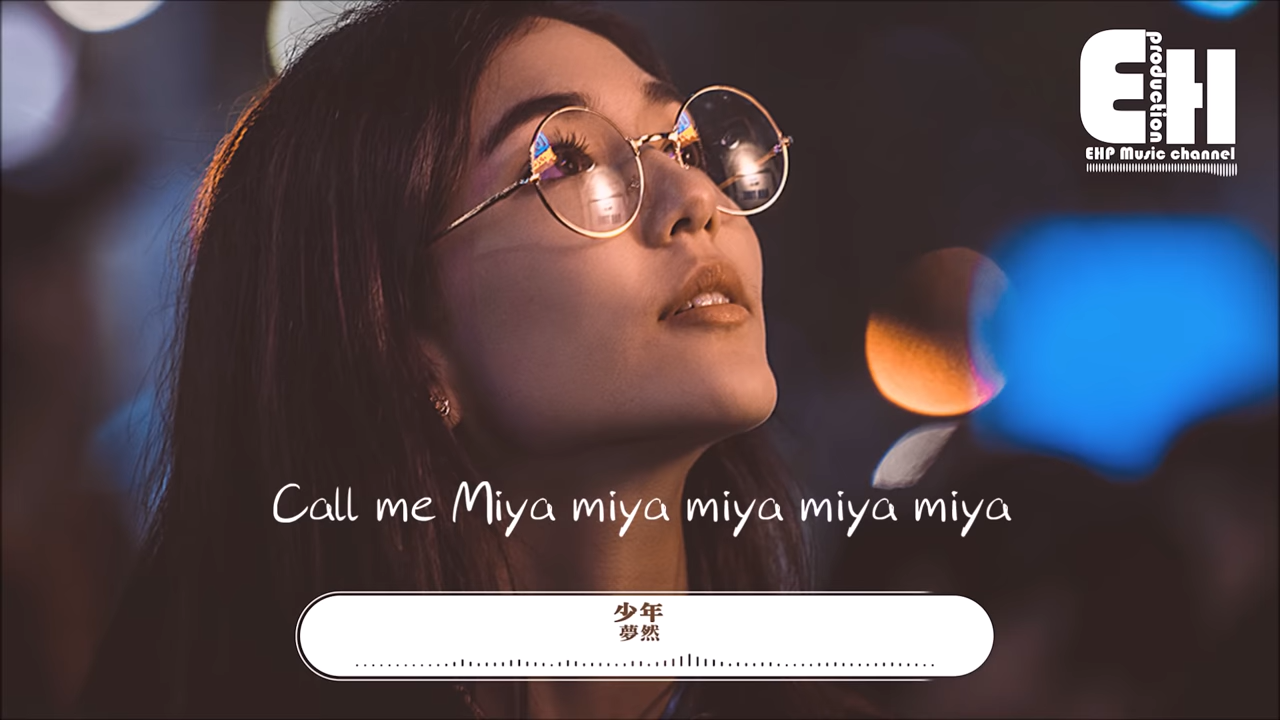 EH
production
EHP Music channel
Call me Miya miya miya miya miya
少年
夢然